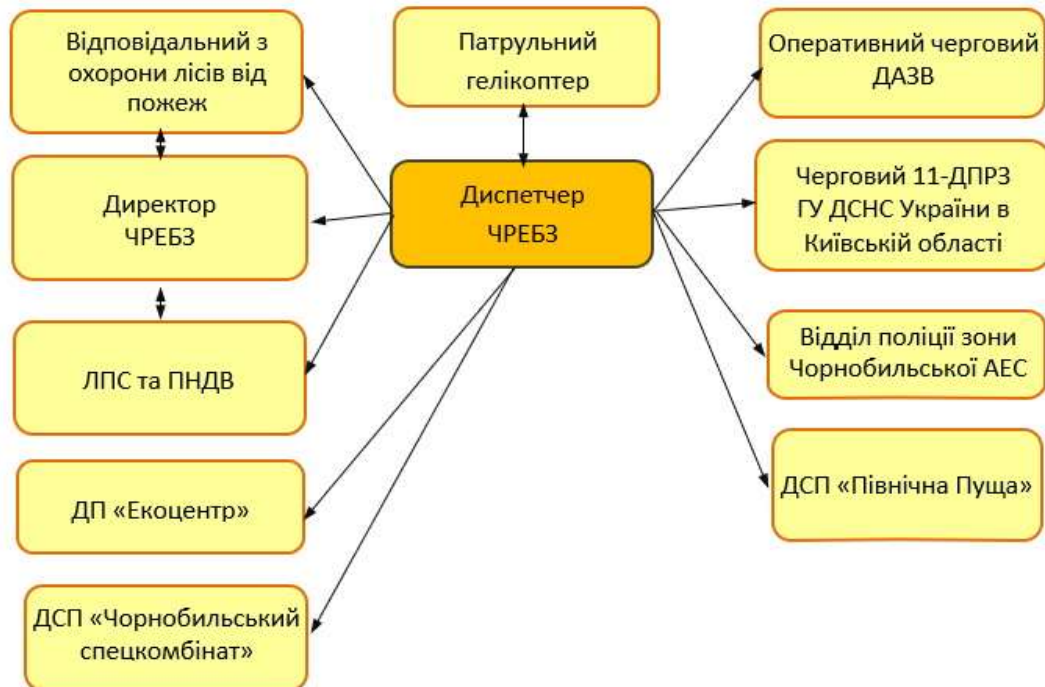 Відповідальний з
охорони лісів від
пожеж
Патрульний
гелікоптер
Оперативний черговий
ДАЗВ
Директор
ЧРЕБЗ
Диспетчер
ЧРЕБЗ
Черговий 11-ДПРЗ
ГУ ДСНС України в
Київській області
ЛПС та ПНДВ
Відділ поліції зони
Чорнобильської АЕС
ДП «Екоцентр»
ДСП «Північна Пуща»
ДСП «Чорнобильський
спецкомбінат»